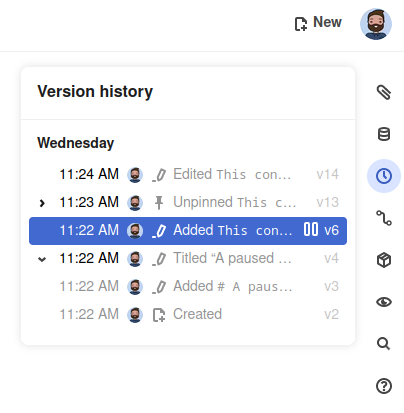 New
Version history
Wednesday
11:24 AM Edited This con... v14
11:23 AM Unpinned This c... v13
11:22 AM Added This con... v6
11:22 AM Titled “A paused ... v4
11:22 AM Added # A paus... v3
11:22 AM Created v2